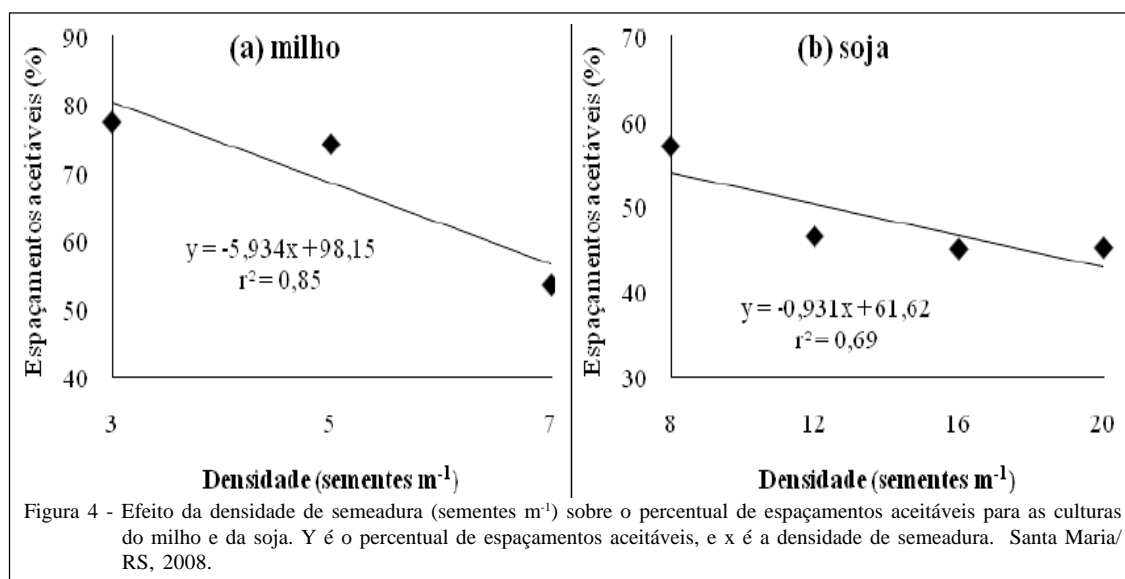 (a) milho
Espaçamentos aceitáveis (%)
90
80
70
60
50
40
y = -5,934x+98,15
r² = 0,85
3 5 7
Densidade (sementes m⁻¹)
(b) soja
Espaçamentos aceitáveis (%)
70
60
50
40
30
y = -0,931x+61,62
r² = 0,69
8 12 16 20
Densidade (sementes m⁻¹)
Figura 4 - Efeito da densidade de semeadura (sementes m⁻¹) sobre o percentual de espaçamentos aceitáveis para as culturas
do milho e da soja. Y é o percentual de espaçamentos aceitáveis, e x é a densidade de semeadura. Santa Maria/
RS, 2008.